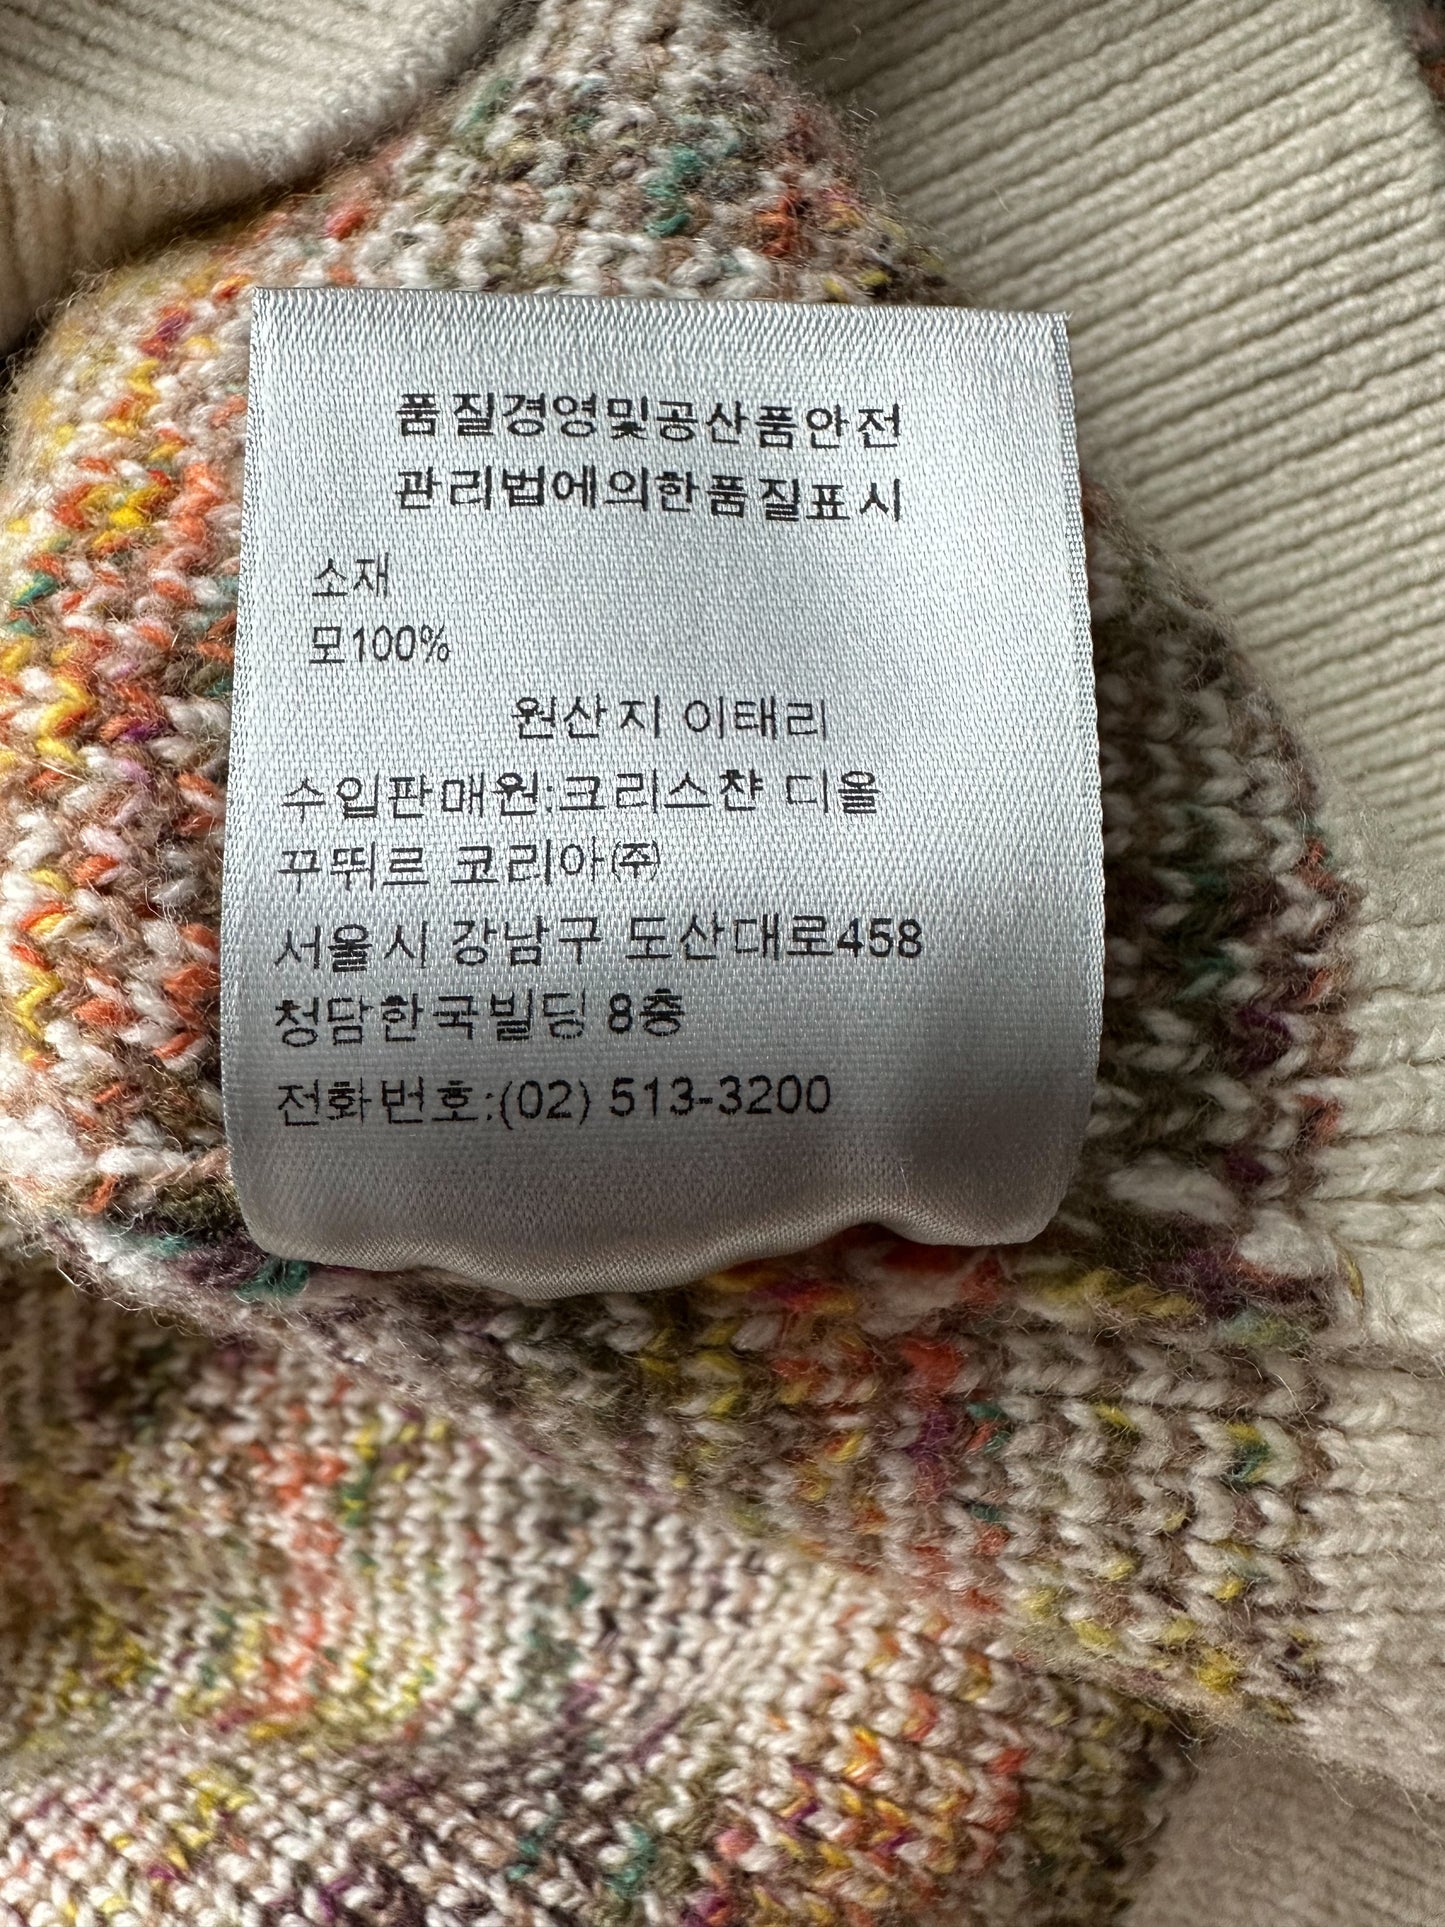 품질경영및공산품안전
관리법에의한품질표시
소재
모100%
원산지 이태리
수입판매원:크리스챤 디올
꾸뛰르 코리아㈜
서울시 강남구 도산대로458
청담한국빌딩 8층
전화번호:(02) 513-3200